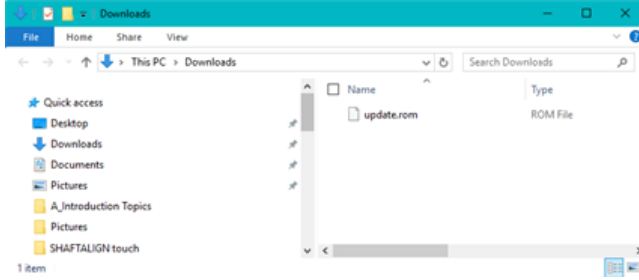 Downloads
File Home Share View
This PC > Downloads
Search Downloads
Name Type
Quick access
Desktop
update.rom ROM File
Downloads
Documents
Pictures
A_Introduction Topics
Pictures
SHAFTALIGN touch
1 item